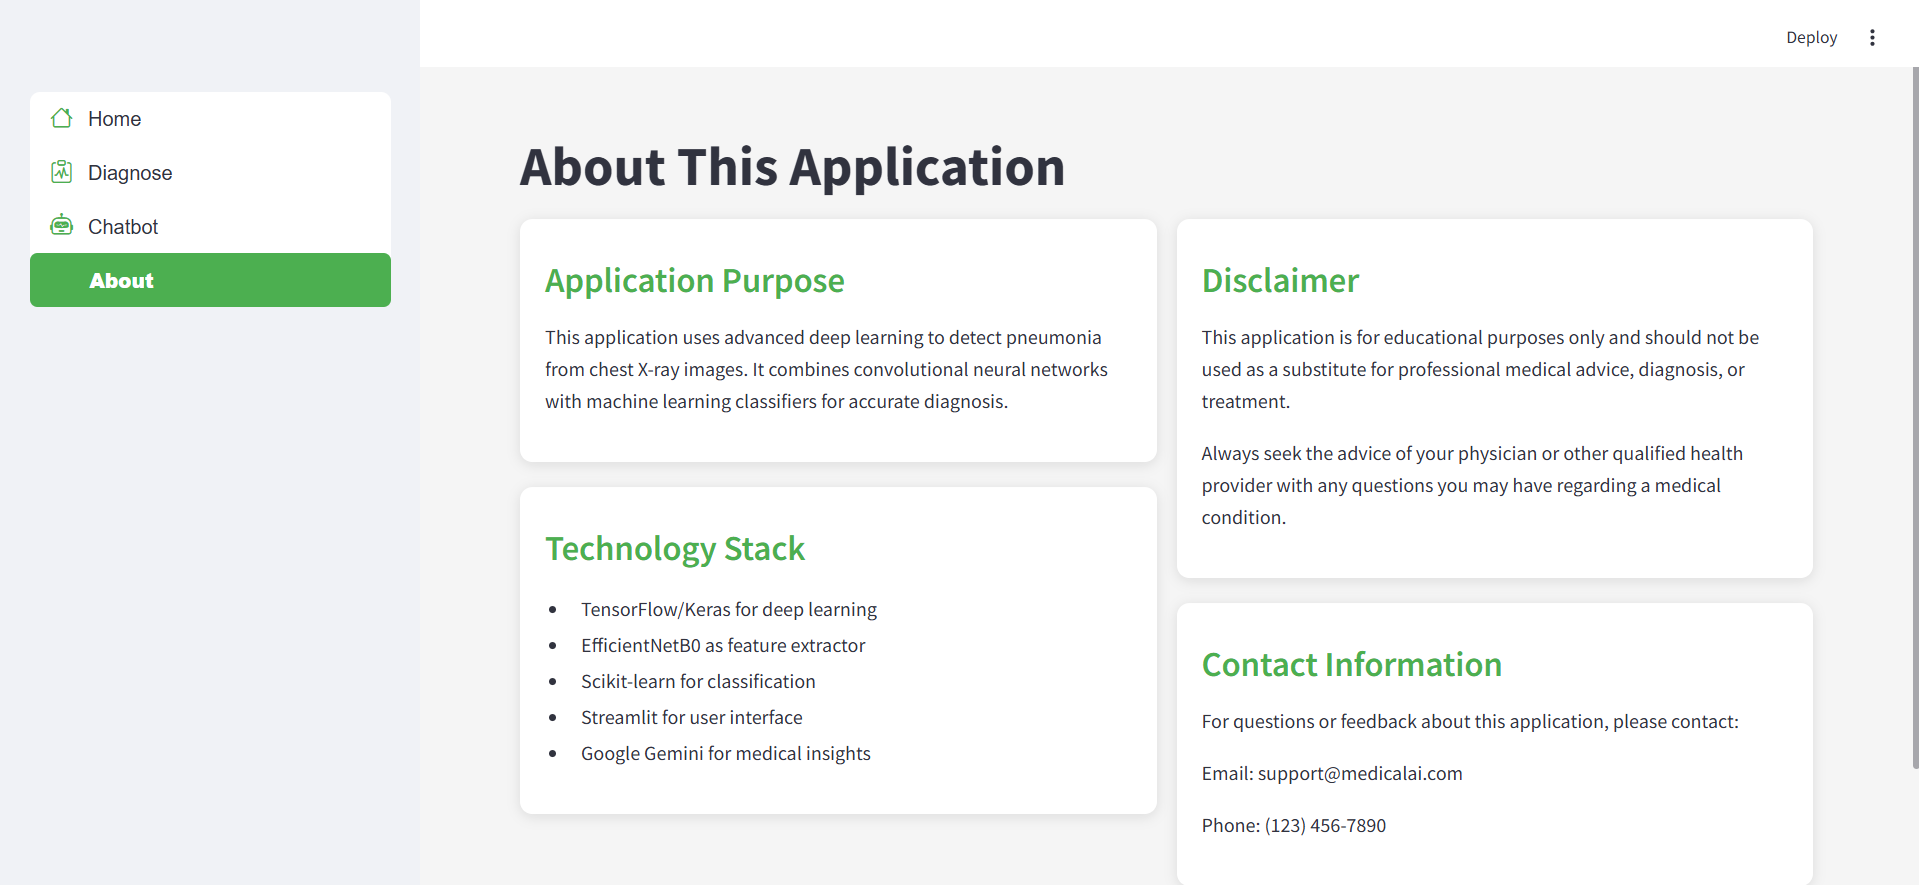 Deploy
Home
Diagnose
Chatbot
About
About This Application
Application Purpose
This application uses advanced deep learning to detect pneumonia
from chest X-ray images. It combines convolutional neural networks
with machine learning classifiers for accurate diagnosis.
Technology Stack
• TensorFlow/Keras for deep learning
• EfficientNetB0 as feature extractor
• Scikit-learn for classification
• Streamlit for user interface
• Google Gemini for medical insights
Disclaimer
This application is for educational purposes only and should not be
used as a substitute for professional medical advice, diagnosis, or
treatment.
Always seek the advice of your physician or other qualified health
provider with any questions you may have regarding a medical
condition.
Contact Information
For questions or feedback about this application, please contact:
Email: support@medicalai.com
Phone: (123) 456-7890